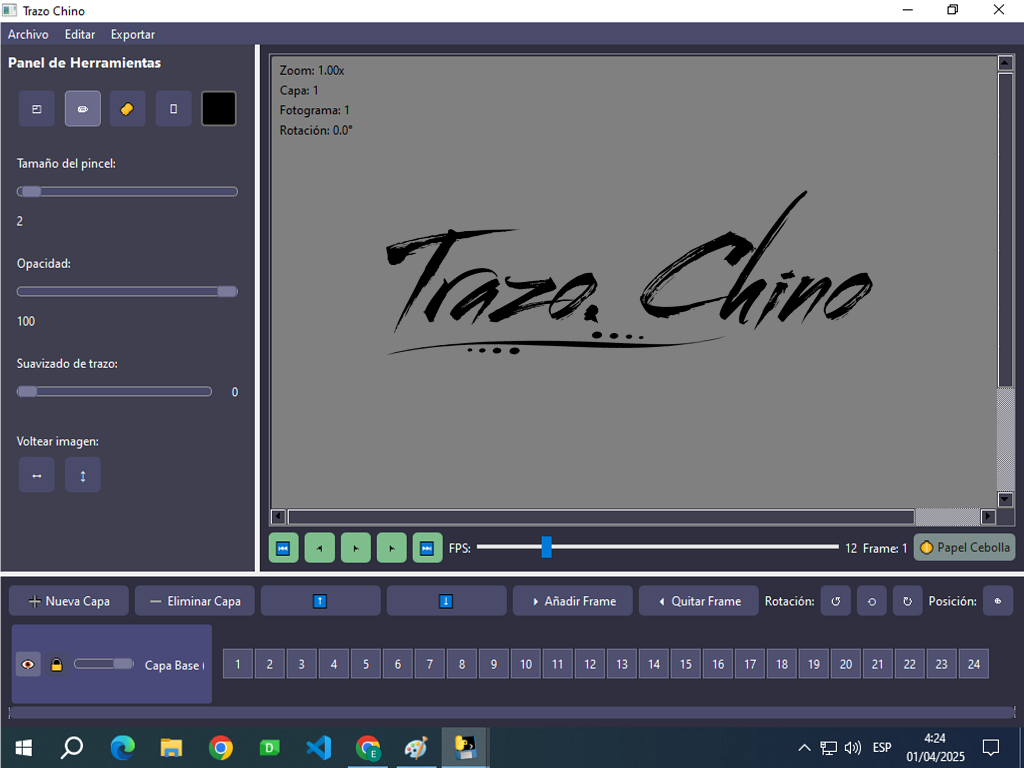 Trazo Chino
Archivo Editar Exportar
Panel de Herramientas
Tamaño del pincel:
2
Opacidad:
100
Suavizado de trazo:
0
Voltear imagen:
Zoom: 1.00x
Capa: 1
Fotograma: 1
Rotación: 0.0°
Trazo. Chino
FPS: 12 Frame: 1 Papel Cebolla
Nueva Capa Eliminar Capa Añadir Frame Quitar Frame Rotación: Posición:
Capa Base (
1 2 3 4 5 6 7 8 9 10 11 12 13 14 15 16 17 18 19 20 21 22 23 24
D
E
ESP
4:24
01/04/2025